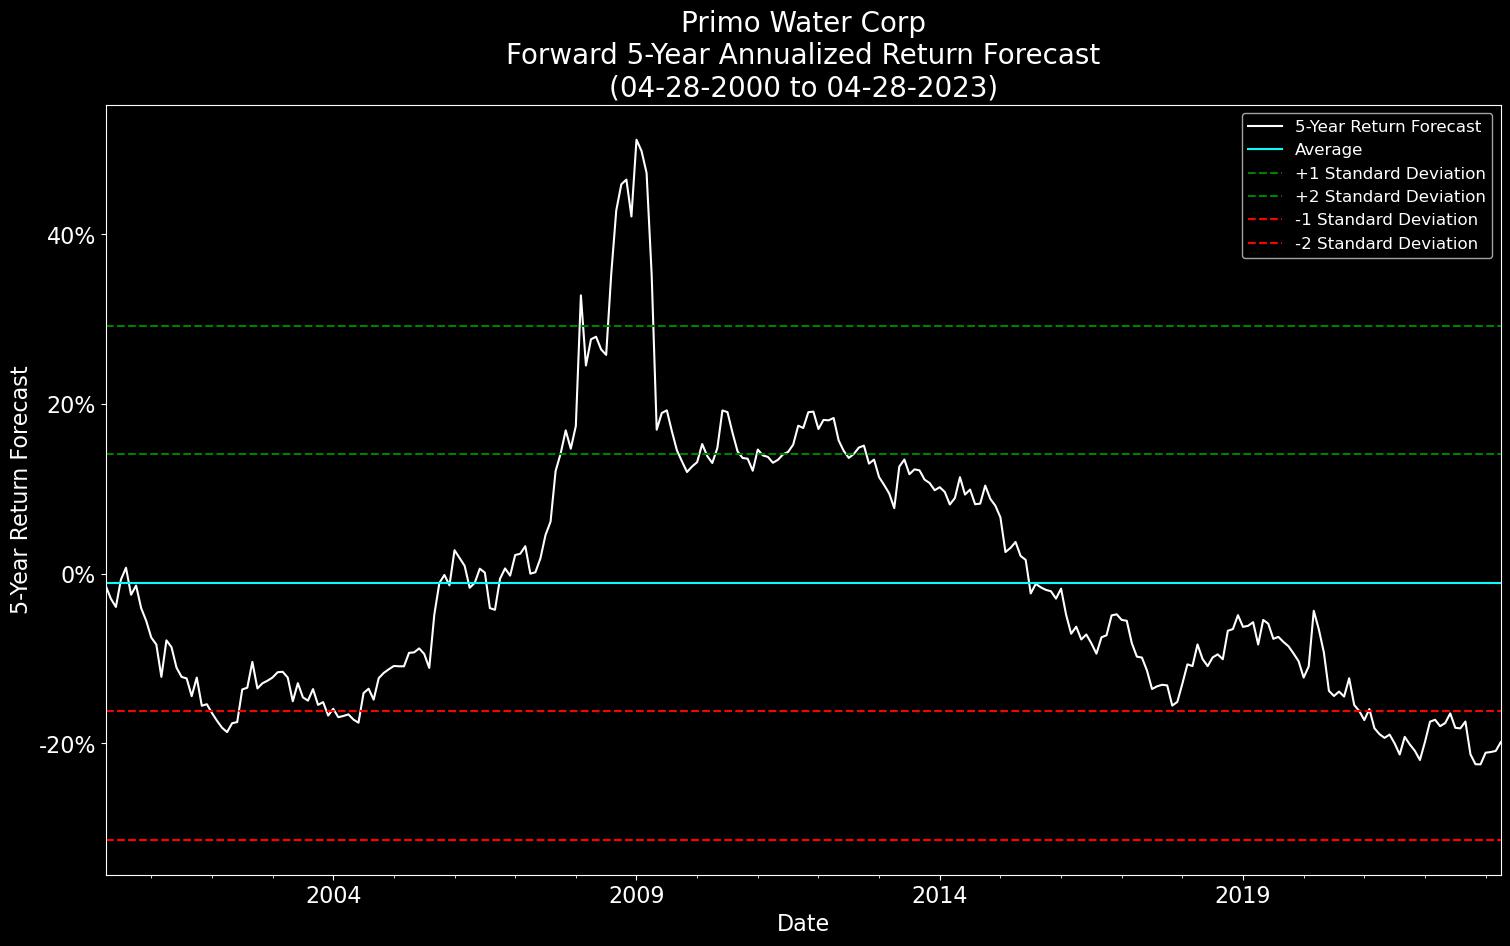 Primo Water Corp
Forward 5-Year Annualized Return Forecast
(04-28-2000 to 04-28-2023)
5-Year Return Forecast
Average
+1 Standard Deviation
+2 Standard Deviation
-1 Standard Deviation
-2 Standard Deviation
40%
20%
0%
-20%
5-Year Return Forecast
2004
2009
2014
2019
Date